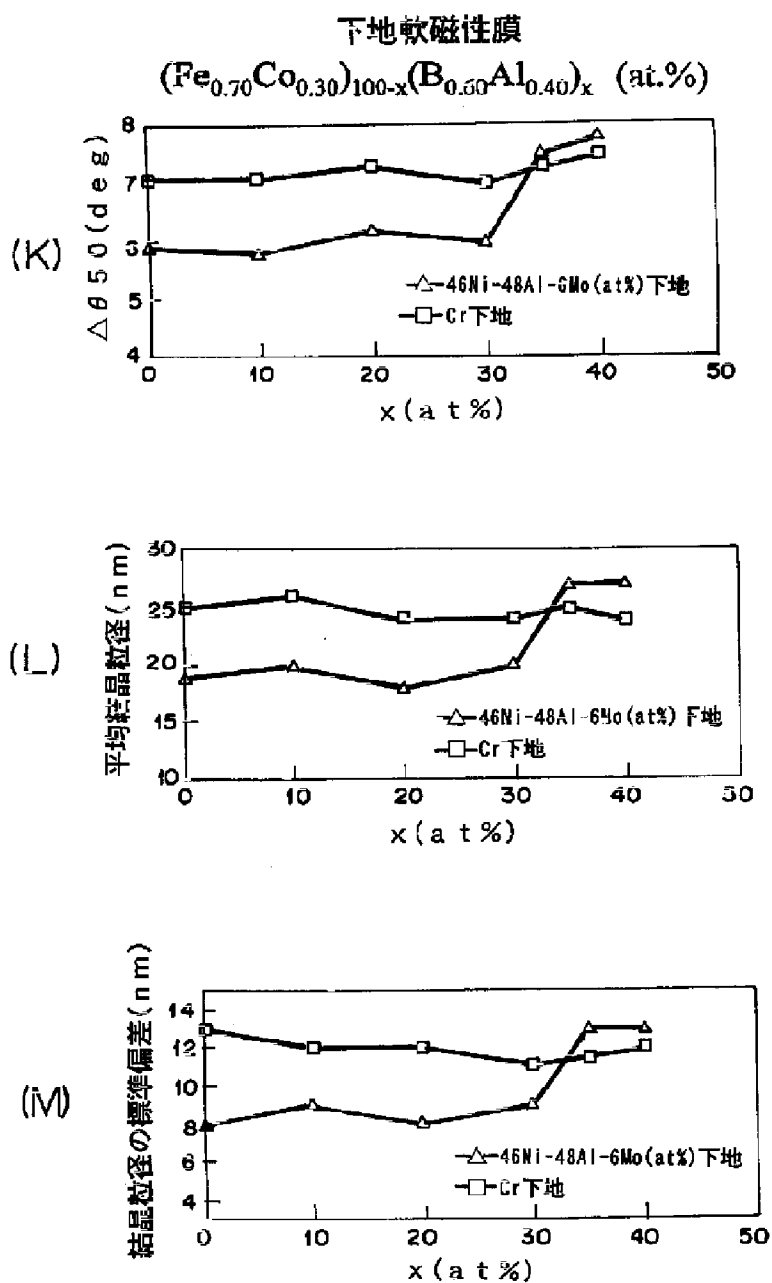 下地軟磁性膜
(Fe0.70Co0.30)100-x(B0.60Al0.40)x (at.%)
(K)
Δθ50(deg)
8
7
6
5
4
0 10 20 30 40 50
x(at%)
46Ni-48Al-6Mo(at%)下地
Cr下地
(L)
平均結晶粒径(nm)
30
25
20
15
10
0 10 20 30 40 50
x(at%)
46Ni-48Al-6Mo(at%)下地
Cr下地
(M)
結晶粒径の標準偏差(nm)
14
12
10
8
6
4
0 10 20 30 40 50
x(at%)
46Ni-48Al-6Mo(at%)下地
Cr下地